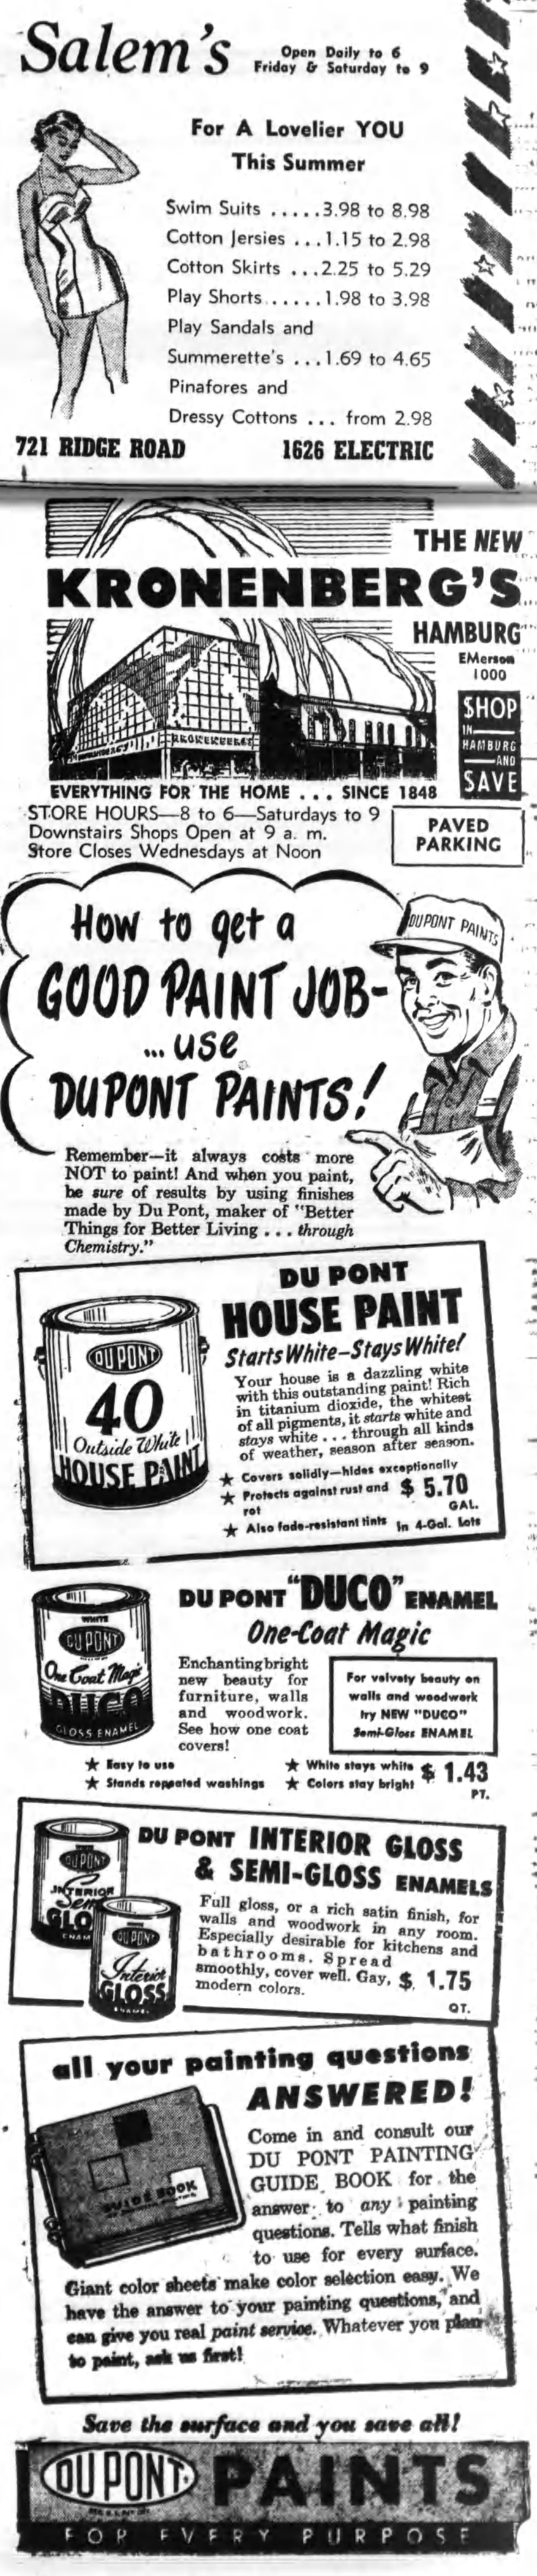 Salem's
Open Daily to 6
Friday & Saturday to 9
For A Lovelier YOU
This Summer
Swim Suits .....3.98 to 8.98
Cotton Jersies ...1.15 to 2.98
Cotton Skirts ...2.25 to 5.29
Play Shorts......1.98 to 3.98
Play Sandals and
Summerette's ...1.69 to 4.65
Pinafores and
Dressy Cottons ... from 2.98
721 RIDGE ROAD 1626 ELECTRIC
THE NEW
KRONENBERG'S
HAMBURG
EMerson
1000
SHOP
IN
HAMBURG
AND
SAVE
KRONENBERG'S
EVERYTHING FOR THE HOME ... SINCE 1848
STORE HOURS—8 to 6—Saturdays to 9
Downstairs Shops Open at 9 a. m.
Store Closes Wednesdays at Noon
PAVED
PARKING
How to get a
GOOD PAINT JOB-
... use
DUPONT PAINTS!
DUPONT PAINTS
Remember—it always costs more
NOT to paint! And when you paint,
be sure of results by using finishes
made by Du Pont, maker of "Better
Things for Better Living ... through
Chemistry."
DU PONT
HOUSE PAINT
Starts White-Stays White!
DU PONT
40
Outside White
HOUSE PAINT
Your house is a dazzling white
with this outstanding paint! Rich
in titanium dioxide, the whitest
of all pigments, it starts white and
stays white ... through all kinds
of weather, season after season.
★ Covers solidly—hides exceptionally
★ Protects against rust and
rot
★ Also fade-resistant tints
$ 5.70
GAL.
In 4-Gal. Lots
DU PONT "DUCO" ENAMEL
One-Coat Magic
WHITE
DU PONT
One Coat Magic
DUCO
GLOSS ENAMEL
Enchanting bright
new beauty for
furniture, walls
and woodwork.
See how one coat
covers!
For velvety beauty on
walls and woodwork
try NEW "DUCO"
Semi-Gloss ENAMEL
★ Easy to use
★ Stands repeated washings
★ White stays white
★ Colors stay bright
$ 1.43
PT.
DU PONT INTERIOR GLOSS
& SEMI-GLOSS ENAMELS
DU PONT
INTERIOR
Semi
GLO
ENAM
DU PONT
Interior
GLOSS
ENAMEL
Full gloss, or a rich satin finish, for
walls and woodwork in any room.
Especially desirable for kitchens and
bathrooms. Spread
smoothly, cover well. Gay,
modern colors.
$ 1.75
QT.
all your painting questions
ANSWERED!
GUIDE BOOK
Come in and consult our
DU PONT PAINTING
GUIDE BOOK for the
answer to any painting
questions. Tells what finish
to use for every surface.
Giant color sheets make color selection easy. We
have the answer to your painting questions, and
can give you real paint service. Whatever you plan
to paint, ask us first!
Save the surface and you save all!
DU PONT PAINTS
FOR EVERY PURPOSE